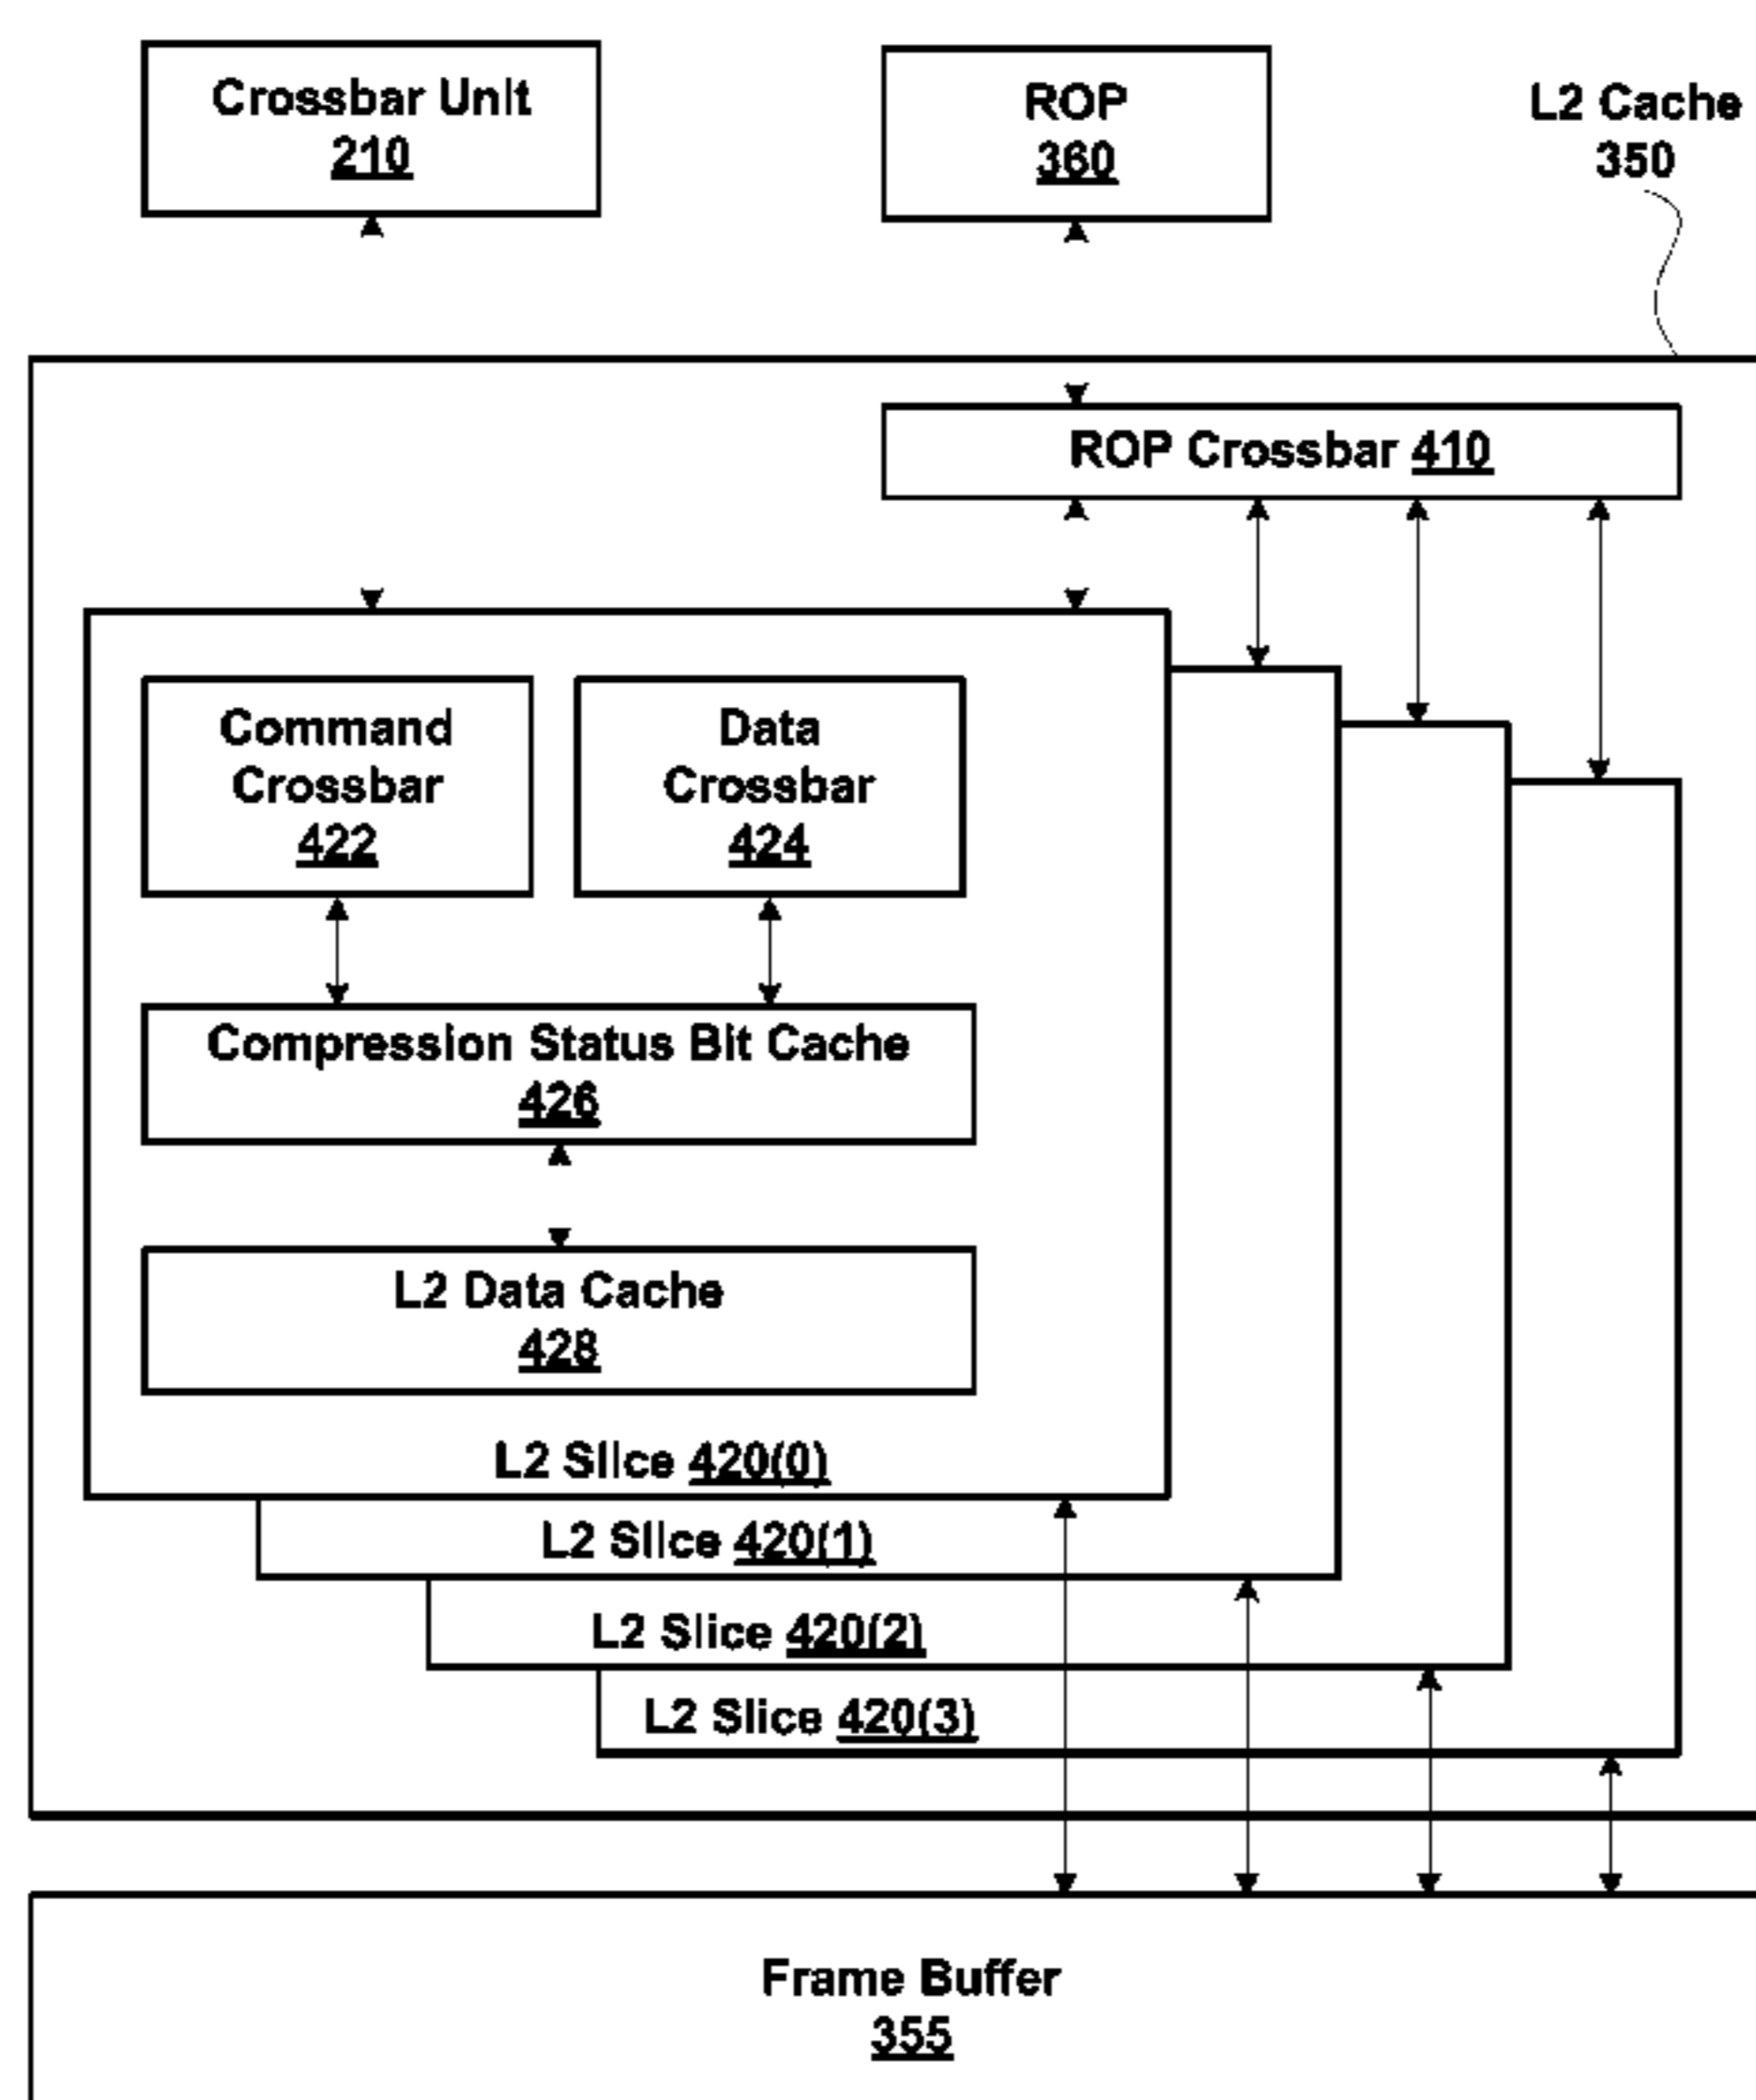 Crossbar Unit
210
ROP
360
L2 Cache
350
ROP Crossbar 410
Command
Crossbar
422
Data
Crossbar
424
Compression Status Bit Cache
426
L2 Data Cache
428
L2 Slice 420(0)
L2 Slice 420(1)
L2 Slice 420(2)
L2 Slice 420(3)
Frame Buffer
355